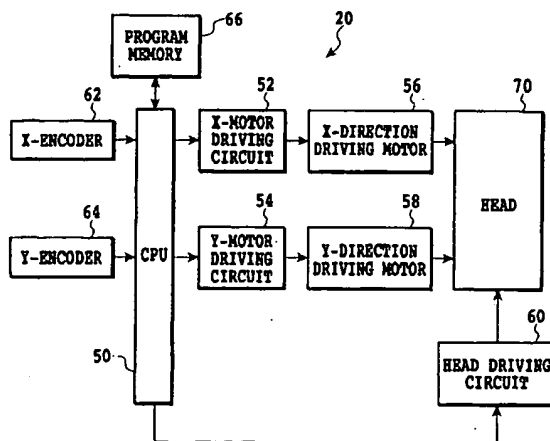 66
20
PROGRAM
MEMORY
62
52
56
70
X-ENCODER
X-MOTOR
DRIVING
CIRCUIT
X-DIRECTION
DRIVING MOTOR
HEAD
64
54
58
Y-ENCODER
CPU
Y-MOTOR
DRIVING
CIRCUIT
Y-DIRECTION
DRIVING MOTOR
60
50
HEAD DRIVING
CIRCUIT